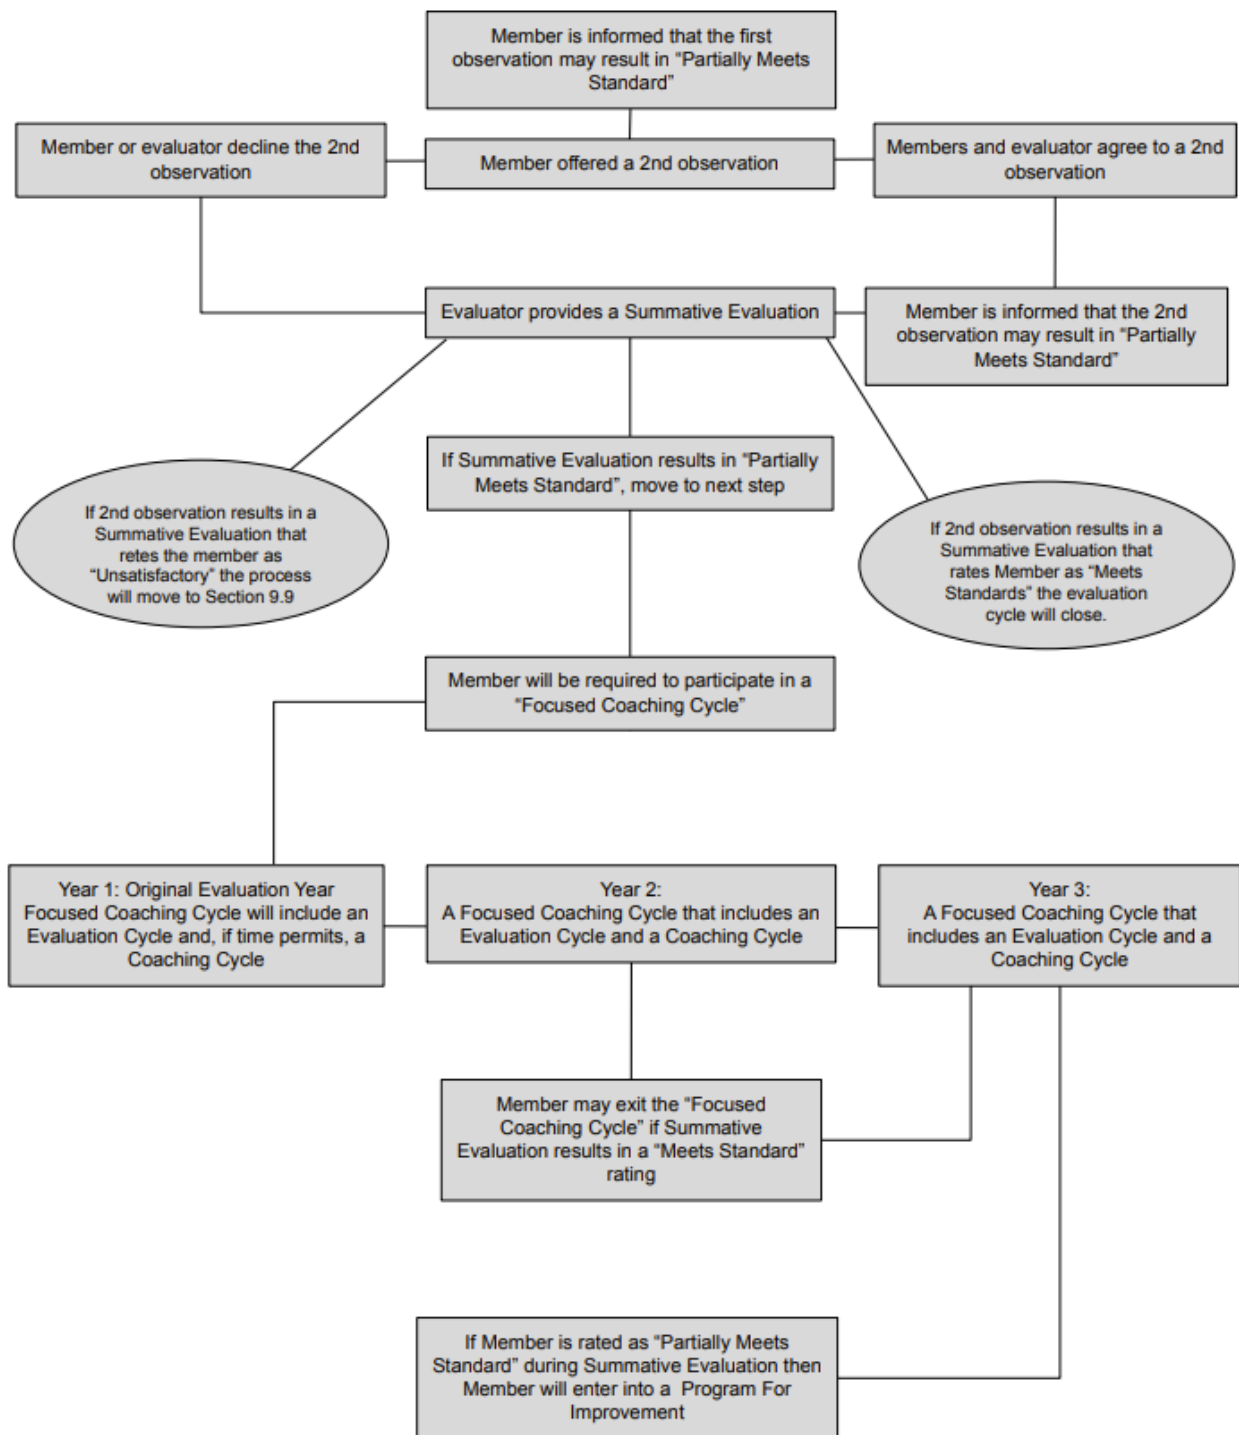 Member is informed that the first
observation may result in “Partially Meets
Standard”
Member or evaluator decline the 2nd
observation
Member offered a 2nd observation
Members and evaluator agree to a 2nd
observation
Evaluator provides a Summative Evaluation
Member is informed that the 2nd
observation may result in “Partially
Meets Standard”
If Summative Evaluation results in “Partially
Meets Standard”, move to next step
If 2nd observation results in a
Summative Evaluation that
retes the member as
“Unsatisfactory” the process
will move to Section 9.9
If 2nd observation results in a
Summative Evaluation that
rates Member as “Meets
Standards” the evaluation
cycle will close.
Member will be required to participate in a
“Focused Coaching Cycle”
Year 1: Original Evaluation Year
Focused Coaching Cycle will include an
Evaluation Cycle and, if time permits, a
Coaching Cycle
Year 2:
A Focused Coaching Cycle that includes an
Evaluation Cycle and a Coaching Cycle
Year 3:
A Focused Coaching Cycle that
includes an Evaluation Cycle and a
Coaching Cycle
Member may exit the “Focused
Coaching Cycle” if Summative
Evaluation results in a “Meets Standard”
rating
If Member is rated as “Partially Meets
Standard” during Summative Evaluation then
Member will enter into a Program For
Improvement